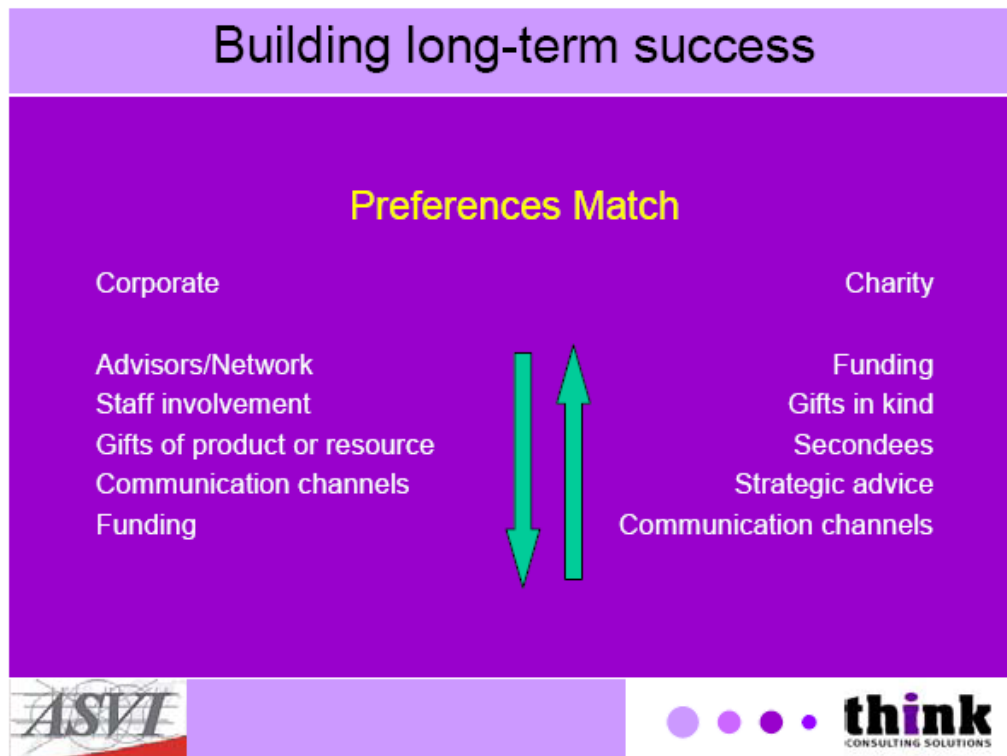 Building long-term success
Preferences Match
Corporate
Charity
Advisors/Network
Funding
Staff involvement
Gifts in kind
Gifts of product or resource
Secondees
Communication channels
Strategic advice
Funding
Communication channels
ASVI
think
CONSULTING SOLUTIONS